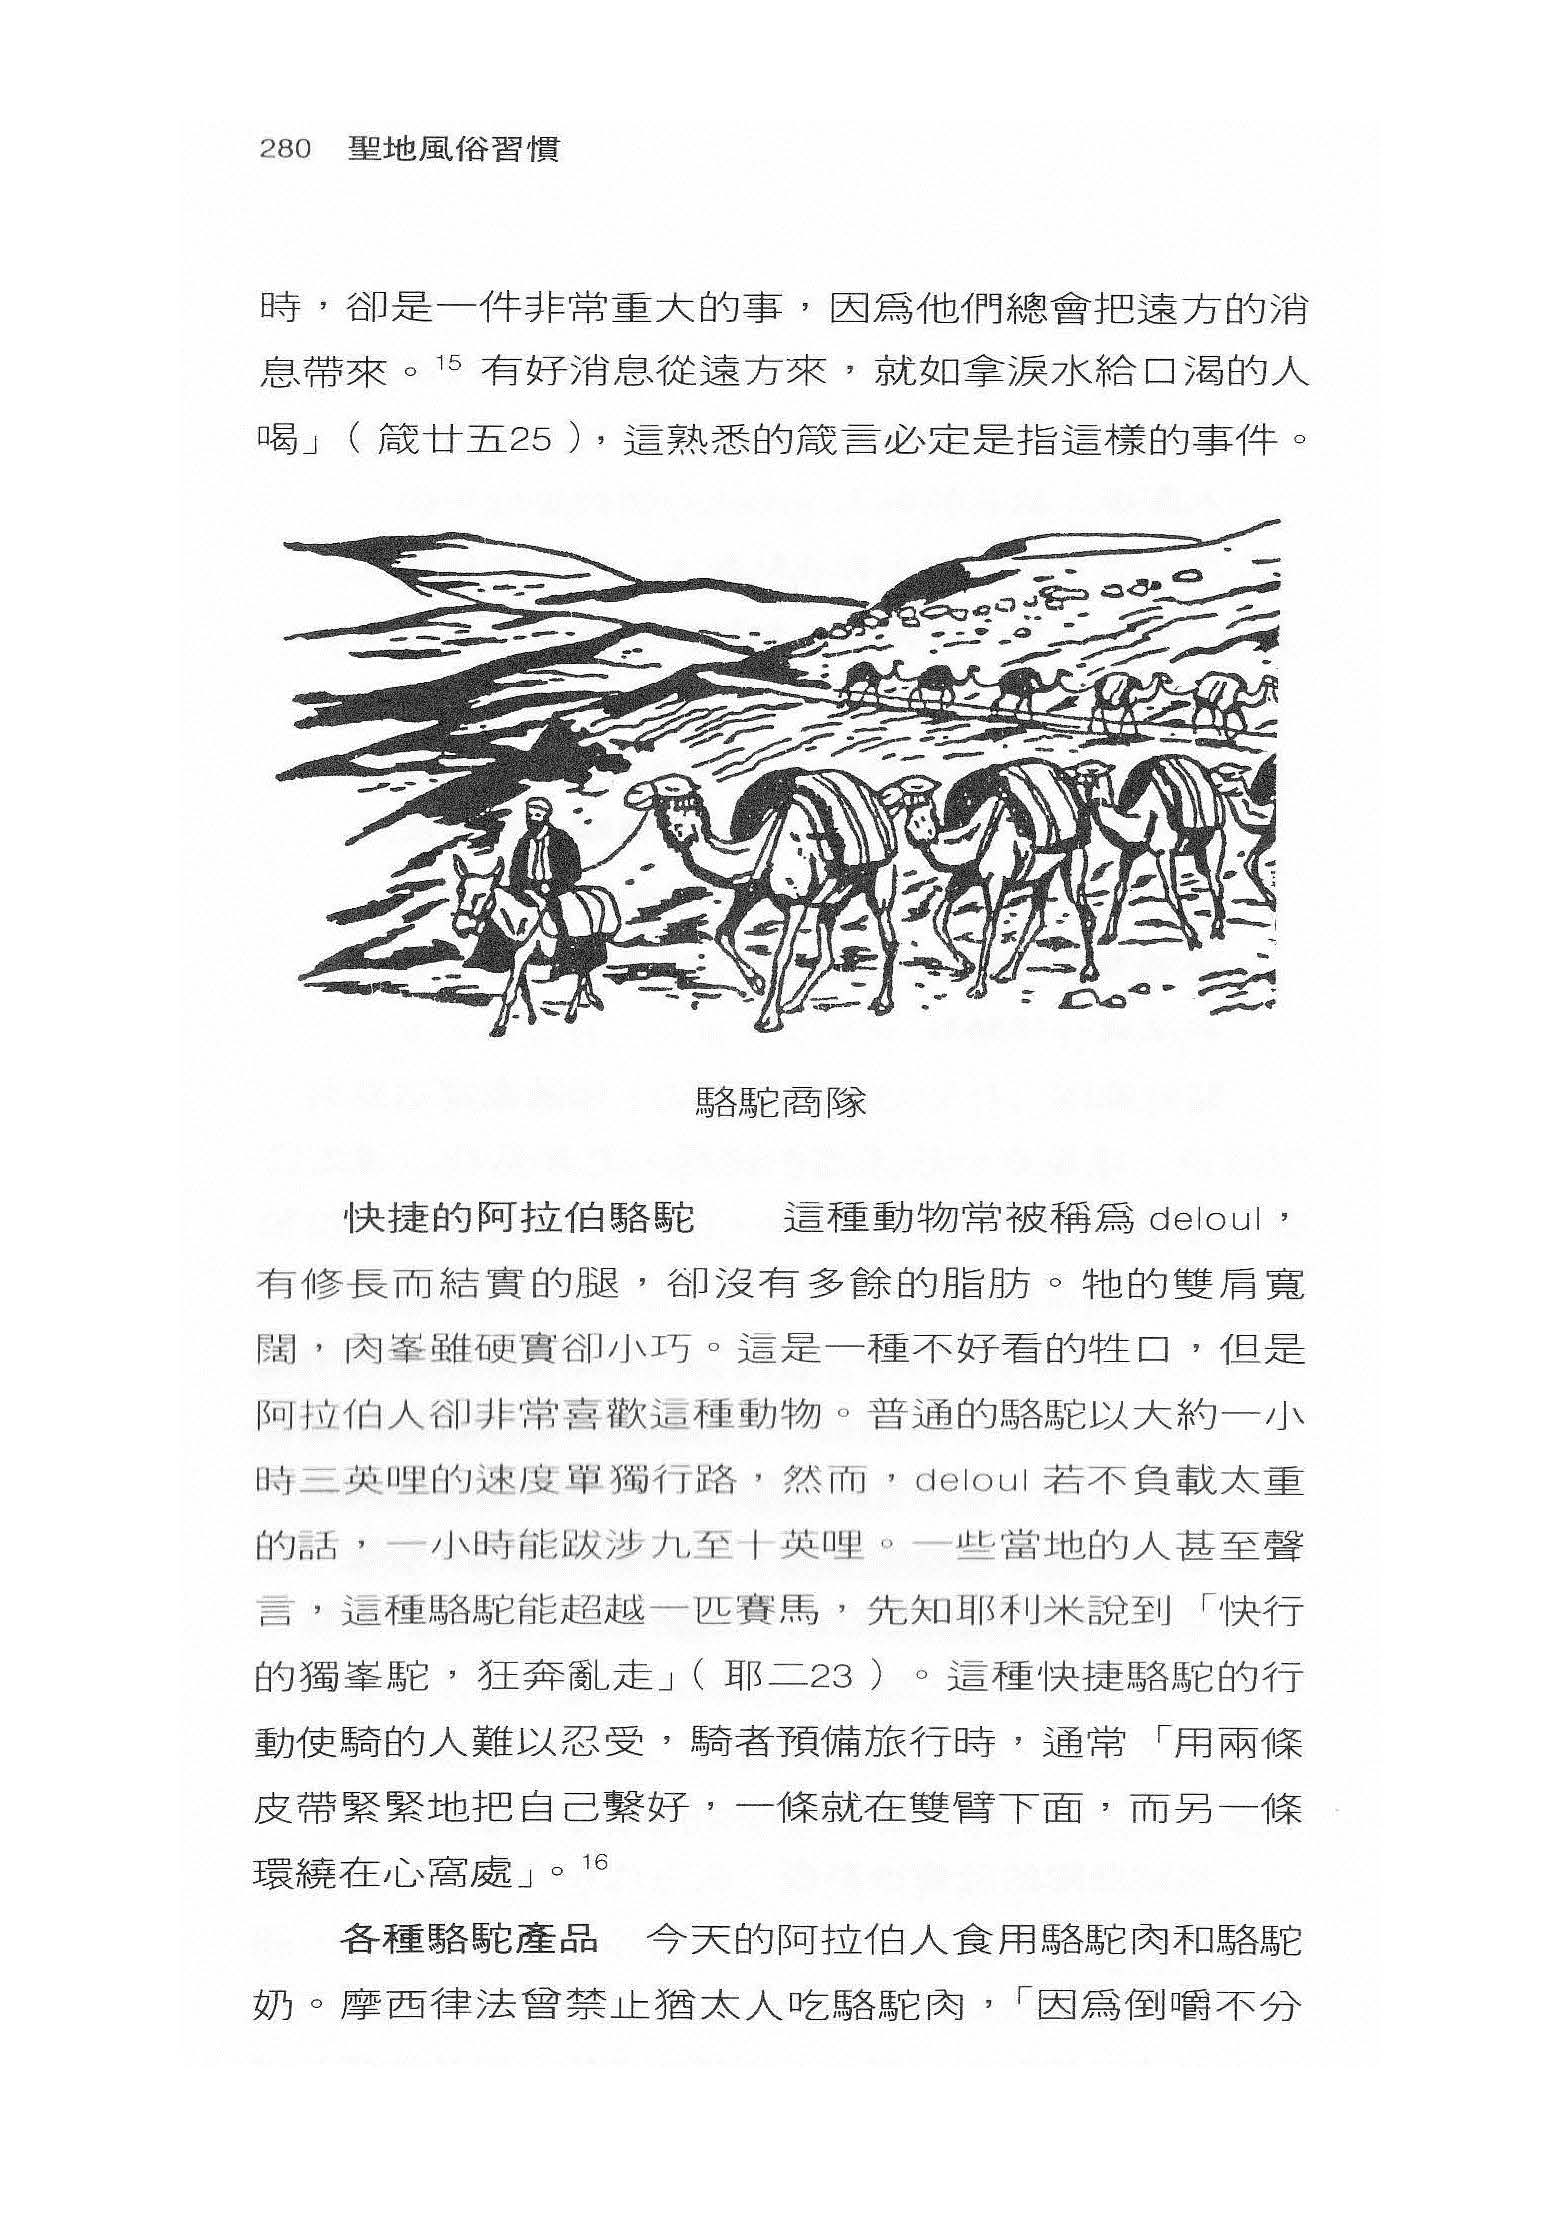 280 聖地風俗習慣
時，卻是一件非常重大的事，因爲他們總會把遠方的消
息帶來。15 有好消息從遠方來，就如拿淚水給口渴的人
喝」（箴廿五25），這熟悉的箴言必定是指這樣的事件。
駱駝商隊
快捷的阿拉伯駱駝　　這種動物常被稱爲 deloul，
有修長而結實的腿，卻沒有多餘的脂肪。牠的雙肩寬
闊，肉峯雖硬實卻小巧。這是一種不好看的牲口，但是
阿拉伯人卻非常喜歡這種動物。普通的駱駝以大約一小
時三英哩的速度單獨行路，然而，deloul 若不負載太重
的話，一小時能跋涉九至十英哩。一些當地的人甚至聲
言，這種駱駝能超越一匹賽馬，先知耶利米說到「快行
的獨峯駝，狂奔亂走」（耶二23）。這種快捷駱駝的行
動使騎的人難以忍受，騎者預備旅行時，通常「用兩條
皮帶緊緊地把自己繫好，一條就在雙臂下面，而另一條
環繞在心窩處」。16
各種駱駝產品　今天的阿拉伯人食用駱駝肉和駱駝
奶。摩西律法曾禁止猶太人吃駱駝肉，「因爲倒嚼不分